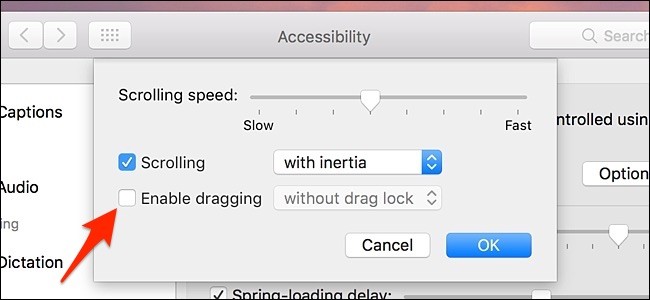 Accessibility
Search
Captions
Scrolling speed:
Slow Fast
ntrolled using
Scrolling with inertia
Option
Audio
Enable dragging without drag lock
ing
Cancel OK
Dictation
Spring-loading delay: